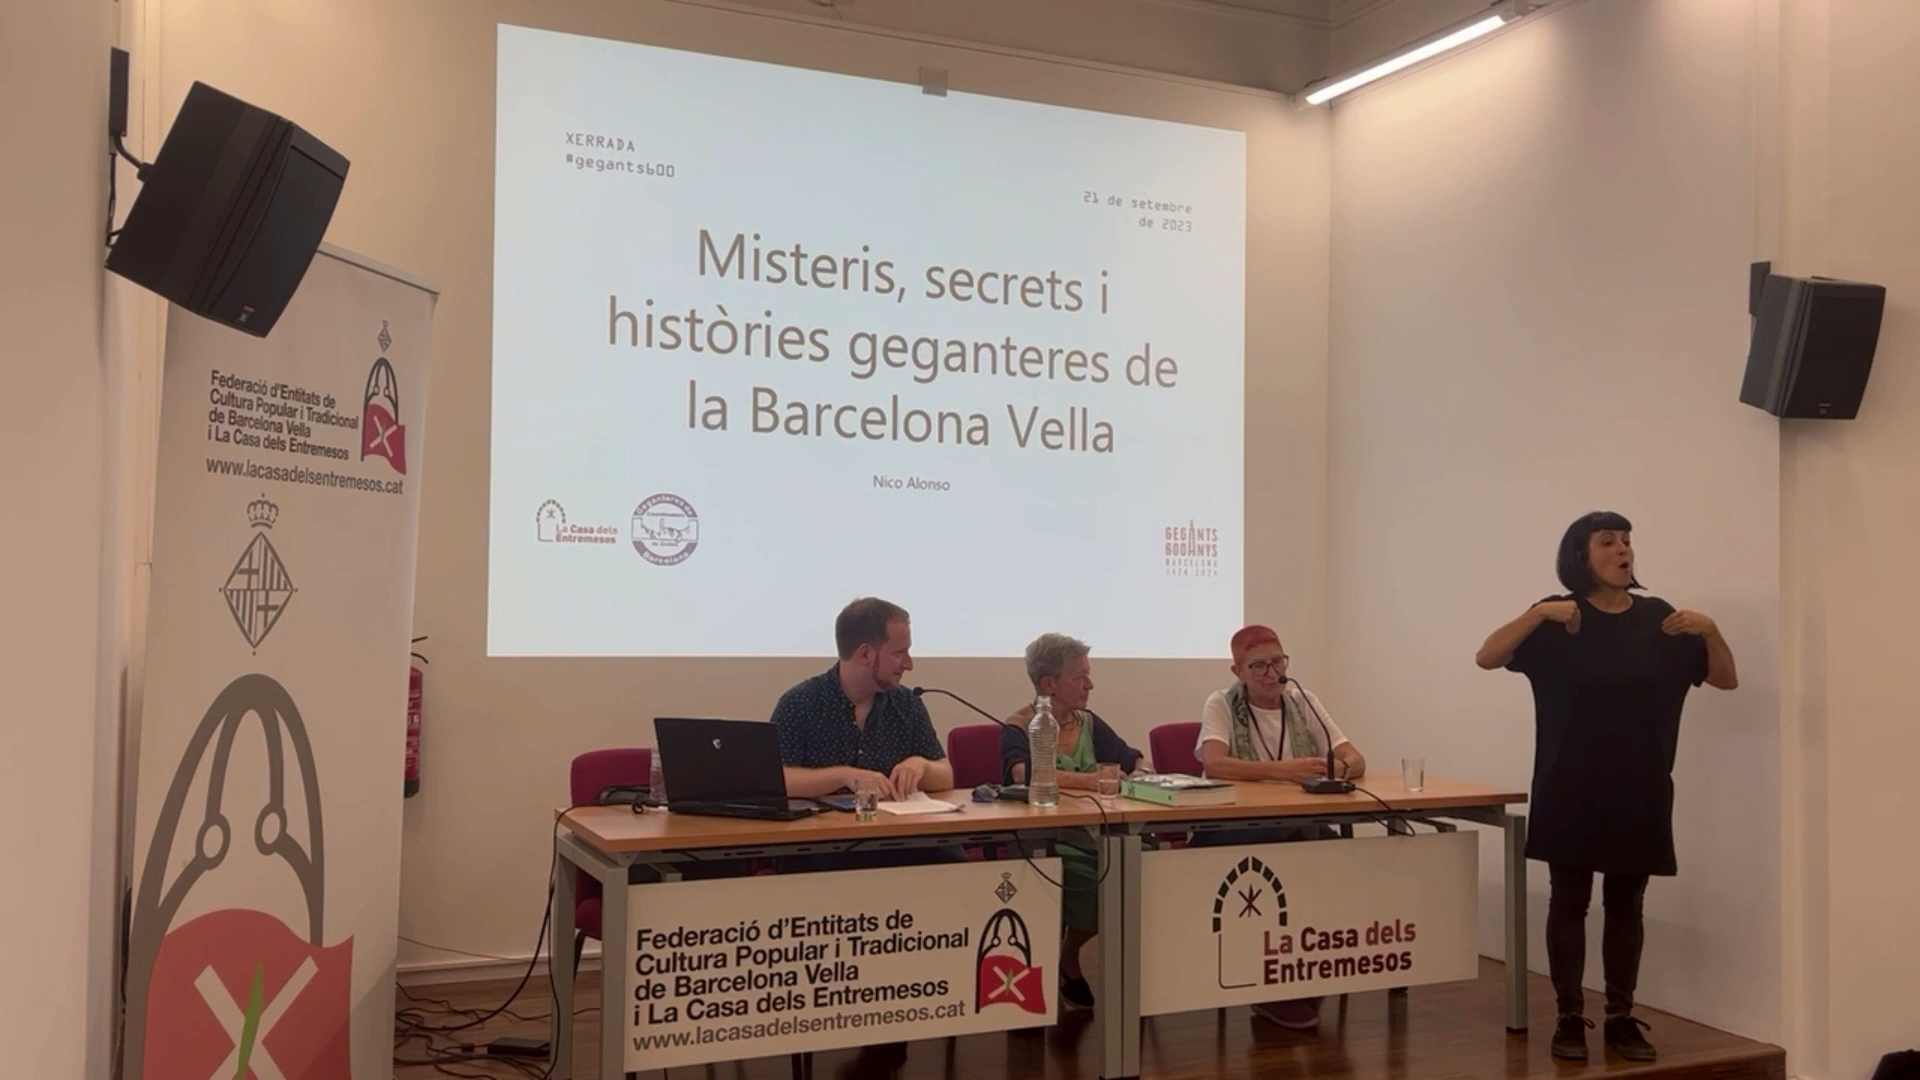 XERRADA
#gegants600
21 de setembre
de 2023
Misteris, secrets i
històries geganteres de
la Barcelona Vella
Nico Alonso
La Casa dels
Entremesos
Barcelona
GEGANTS
600ANYS
BARCELONA
1424 2024
Federació d'Entitats de
Cultura Popular i Tradicional
de Barcelona Vella
i La Casa dels Entremesos
www.lacasadelsentremesos.cat
Federació d'Entitats de
Cultura Popular i Tradicional
de Barcelona Vella
i La Casa dels Entremesos
www.lacasadelsentremesos.cat
La Casa dels
Entremesos